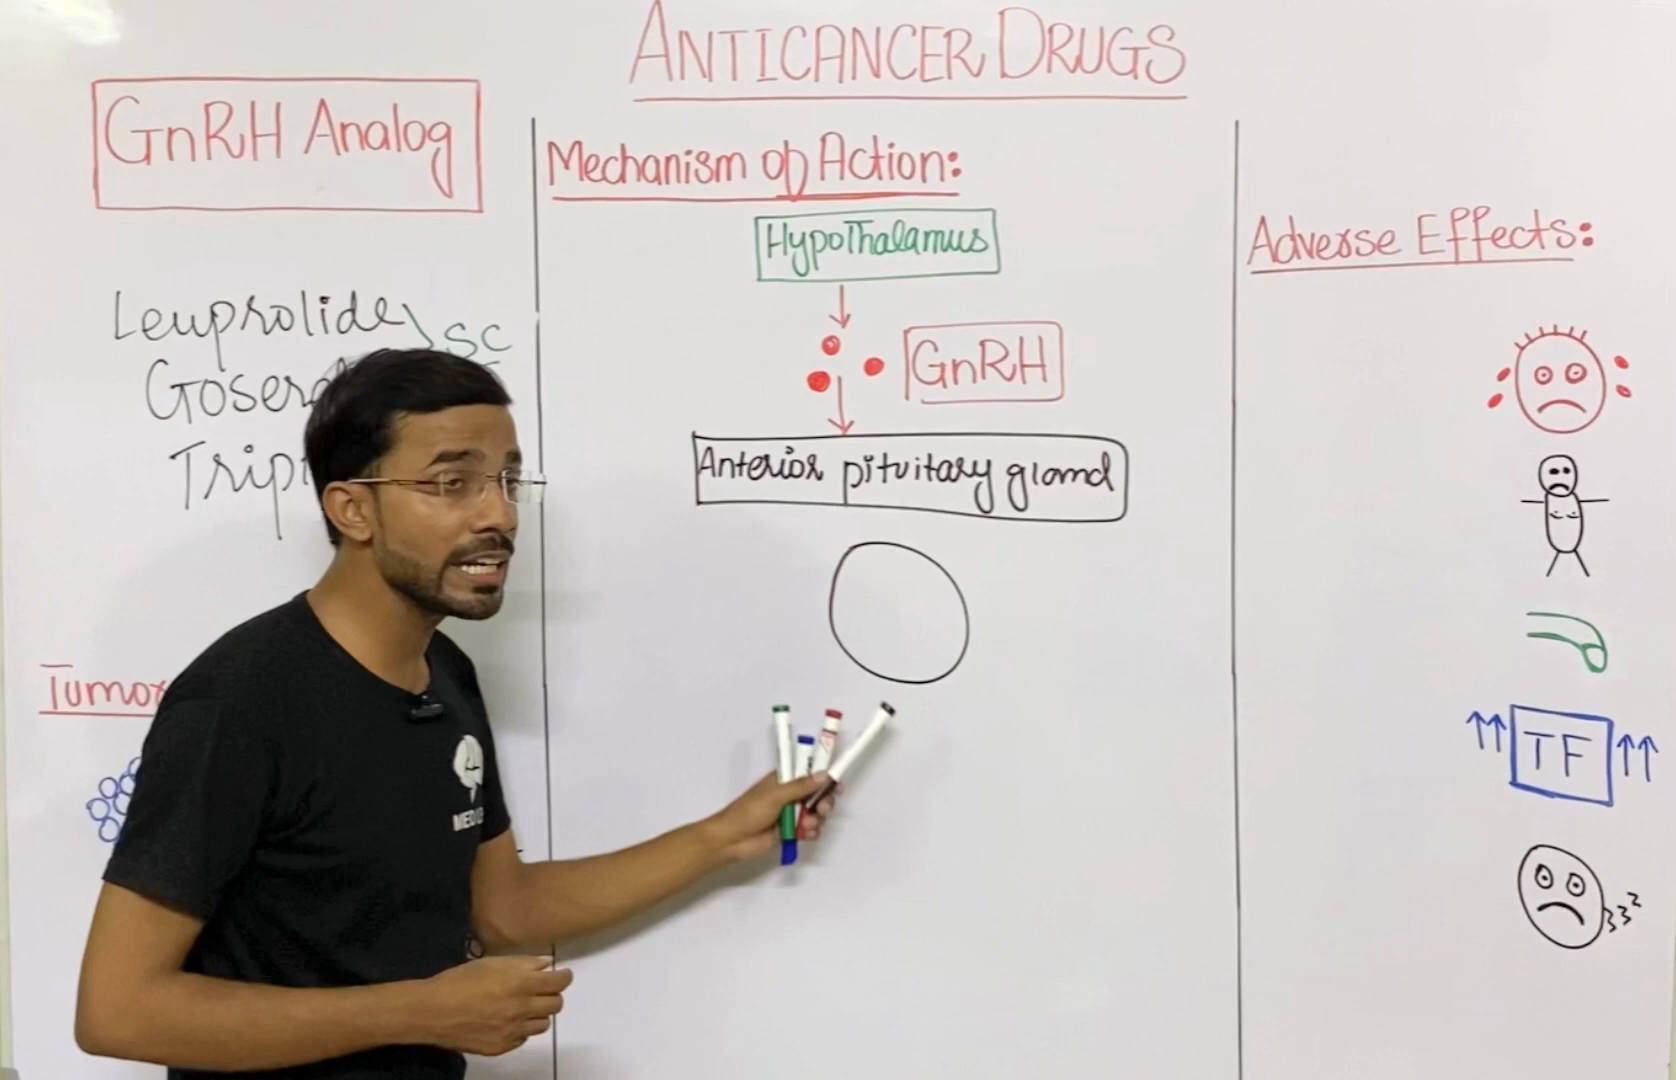 ANTICANCER DRUGS
GnRH Analog
Leuprolide
SC
Mechanism of Action:
Hypothalamus
GnRH
Anterior pituitary gland
Adverse Effects:
TF